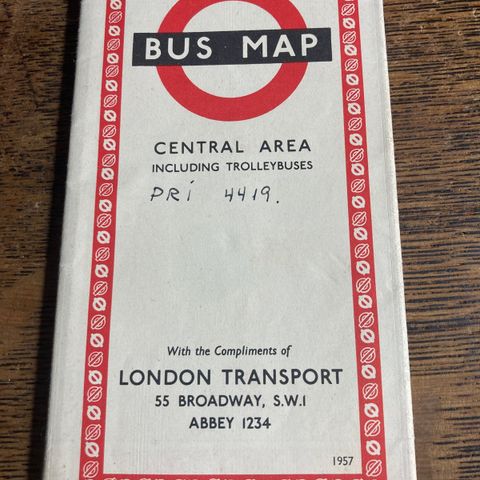 BUS MAP
CENTRAL AREA
INCLUDING TROLLEYBUSES
PRI 4419.
With the Compliments of
LONDON TRANSPORT
55 BROADWAY, S.W.1
ABBEY 1234
1957